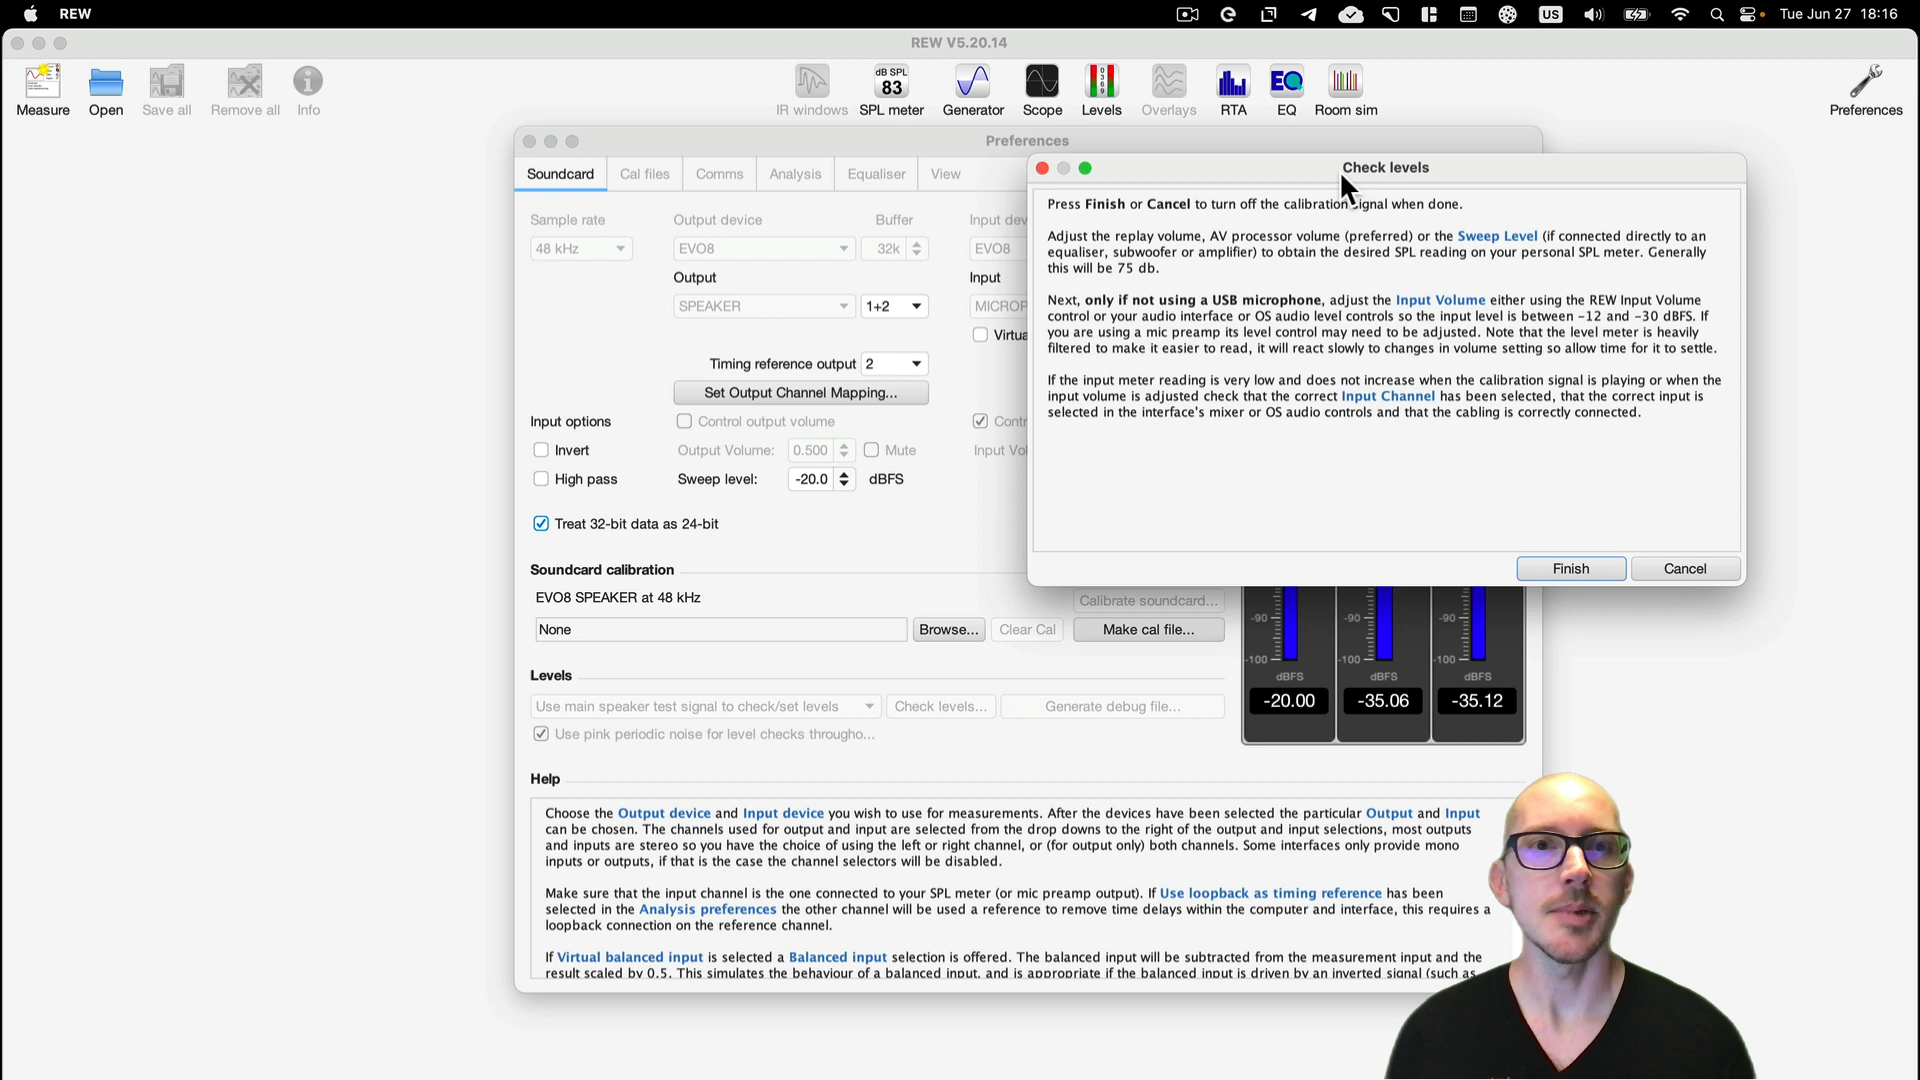 REW
US
Tue Jun 27 18:16
REW V5.20.14
Measure
Open
Save all
Remove all
Info
IR windows
dB SPL
83
SPL meter
Generator
Scope
0 3 6 9
Levels
Overlays
RTA
EQ
EQ
Room sim
Preferences
Preferences
Soundcard
Cal files
Comms
Analysis
Equaliser
View
Sample rate
48 kHz
Output device
Buffer
EVO8
32k
Output
SPEAKER
1+2
Timing reference output
2
Set Output Channel Mapping...
Input dev
EVO8
Input
MICROP
Virtua
Input options
Control output volume
Contr
Invert
Output Volume:
0.500
Mute
Input Vo
High pass
Sweep level:
-20.0
dBFS
Treat 32-bit data as 24-bit
Check levels
Press Finish or Cancel to turn off the calibration signal when done.
Adjust the replay volume, AV processor volume (preferred) or the Sweep Level (if connected directly to an
equaliser, subwoofer or amplifier) to obtain the desired SPL reading on your personal SPL meter. Generally
this will be 75 db.
Next, only if not using a USB microphone, adjust the Input Volume either using the REW Input Volume
control or your audio interface or OS audio level controls so the input level is between -12 and -30 dBFS. If
you are using a mic preamp its level control may need to be adjusted. Note that the level meter is heavily
filtered to make it easier to read, it will react slowly to changes in volume setting so allow time for it to settle.
If the input meter reading is very low and does not increase when the calibration signal is playing or when the
input volume is adjusted check that the correct Input Channel has been selected, that the correct input is
selected in the interface's mixer or OS audio controls and that the cabling is correctly connected.
Finish
Cancel
Soundcard calibration
EVO8 SPEAKER at 48 kHz
Calibrate soundcard...
None
Browse...
Clear Cal
Make cal file...
Levels
Use main speaker test signal to check/set levels
Check levels...
Generate debug file...
Use pink periodic noise for level checks througho...
-90
-90
-90
-100
-100
-100
dBFS
dBFS
dBFS
-20.00
-35.06
-35.12
Help
Choose the Output device and Input device you wish to use for measurements. After the devices have been selected the particular Output and Input
can be chosen. The channels used for output and input are selected from the drop downs to the right of the output and input selections, most outputs
and inputs are stereo so you have the choice of using the left or right channel, or (for output only) both channels. Some interfaces only provide mono
inputs or outputs, if that is the case the channel selectors will be disabled.
Make sure that the input channel is the one connected to your SPL meter (or mic preamp output). If Use loopback as timing reference has been
selected in the Analysis preferences the other channel will be used a reference to remove time delays within the computer and interface, this requires a
loopback connection on the reference channel.
If Virtual balanced input is selected a Balanced input selection is offered. The balanced input will be subtracted from the measurement input and the
result scaled by 0.5. This simulates the behaviour of a balanced input, and is appropriate if the balanced input is driven by an inverted signal (such as